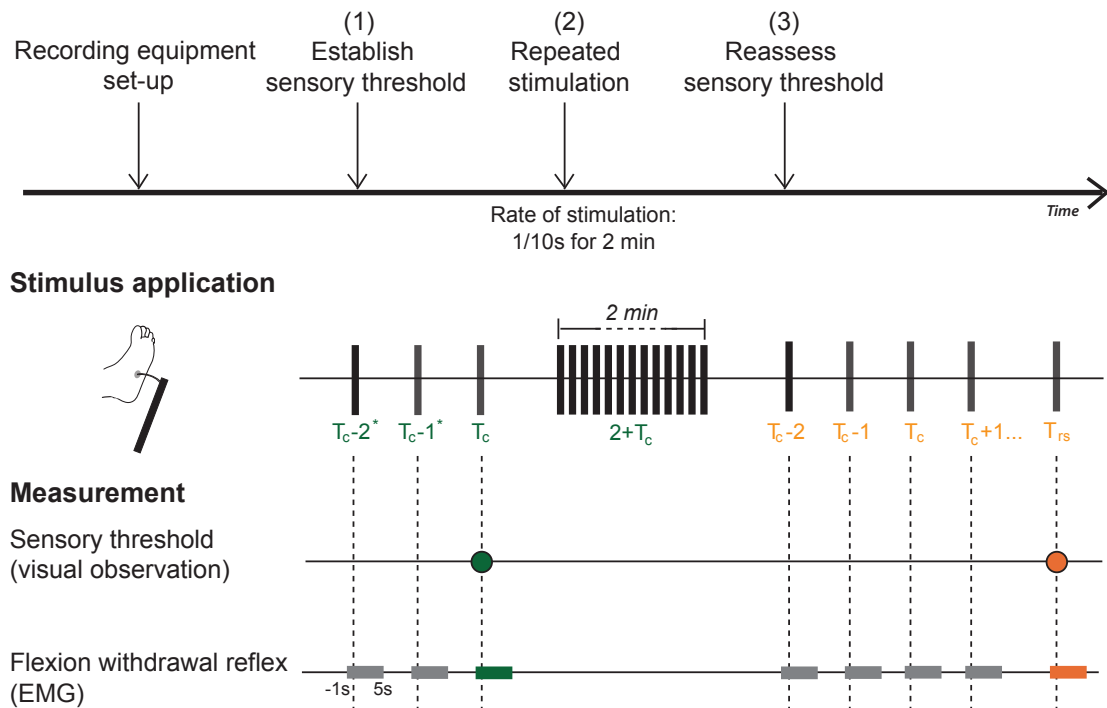 (1)
(2)
(3)
Recording equipment
set-up
Establish
sensory threshold
Repeated
stimulation
Reassess
sensory threshold
Time
Rate of stimulation:
1/10s for 2 min
Stimulus application
2 min
Tc-2* Tc-1* Tc 2+Tc Tc-2 Tc-1 Tc Tc+1... Trs
Measurement
Sensory threshold
(visual observation)
Flexion withdrawal reflex
(EMG)
-1s 5s